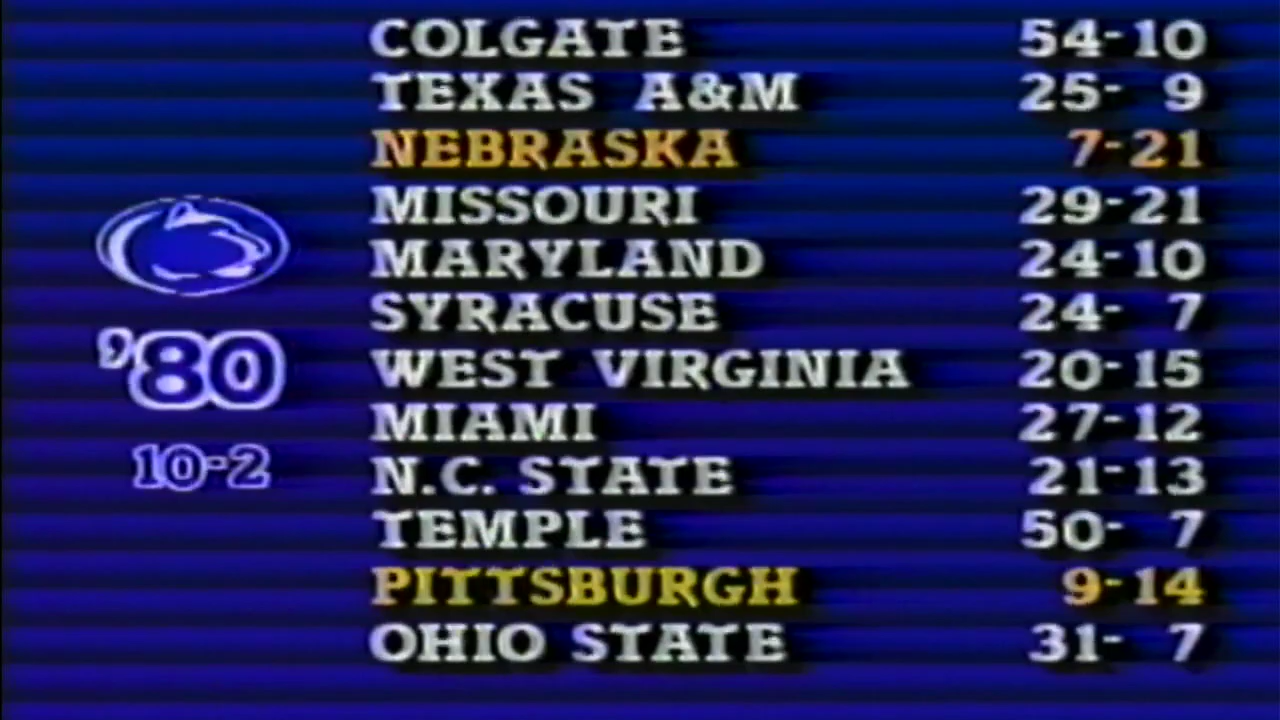 COLGATE 54-10
TEXAS A&M 25- 9
NEBRASKA 7-21
MISSOURI 29-21
MARYLAND 24-10
SYRACUSE 24- 7
WEST VIRGINIA 20-15
MIAMI 27-12
N.C. STATE 21-13
TEMPLE 50- 7
PITTSBURGH 9-14
OHIO STATE 31- 7
'80
10-2